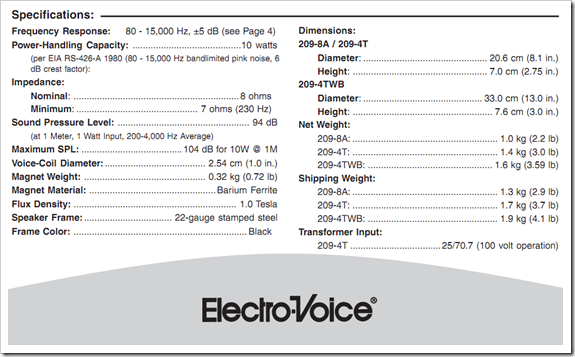 Specifications:
Frequency Response: 80 - 15,000 Hz, ±5 dB (see Page 4)
Power-Handling Capacity: ..........10 watts
(per EIA RS-426-A 1980 (80 - 15,000 Hz bandlimited pink noise, 6
dB crest factor):
Impedance:
Nominal: ..........8 ohms
Minimum: ..........7 ohms (230 Hz)
Sound Pressure Level: ..........94 dB
(at 1 Meter, 1 Watt Input, 200-4,000 Hz Average)
Maximum SPL: ..........104 dB for 10W @ 1M
Voice-Coil Diameter: ..........2.54 cm (1.0 in.)
Magnet Weight: ..........0.32 kg (0.72 lb)
Magnet Material: ..........Barium Ferrite
Flux Density: ..........1.0 Tesla
Speaker Frame: ..........22-gauge stamped steel
Frame Color: ..........Black
Dimensions:
209-8A / 209-4T
Diameter: ..........20.6 cm (8.1 in.)
Height: ..........7.0 cm (2.75 in.)
209-4TWB
Diameter: ..........33.0 cm (13.0 in.)
Height: ..........7.6 cm (3.0 in.)
Net Weight:
209-8A: ..........1.0 kg (2.2 lb)
209-4T: ..........1.4 kg (3.0 lb)
209-4TWB: ..........1.6 kg (3.59 lb)
Shipping Weight:
209-8A: ..........1.3 kg (2.9 lb)
209-4T: ..........1.7 kg (3.7 lb)
209-4TWB: ..........1.9 kg (4.1 lb)
Transformer Input:
209-4T ..........25/70.7 (100 volt operation)
Electro-Voice®